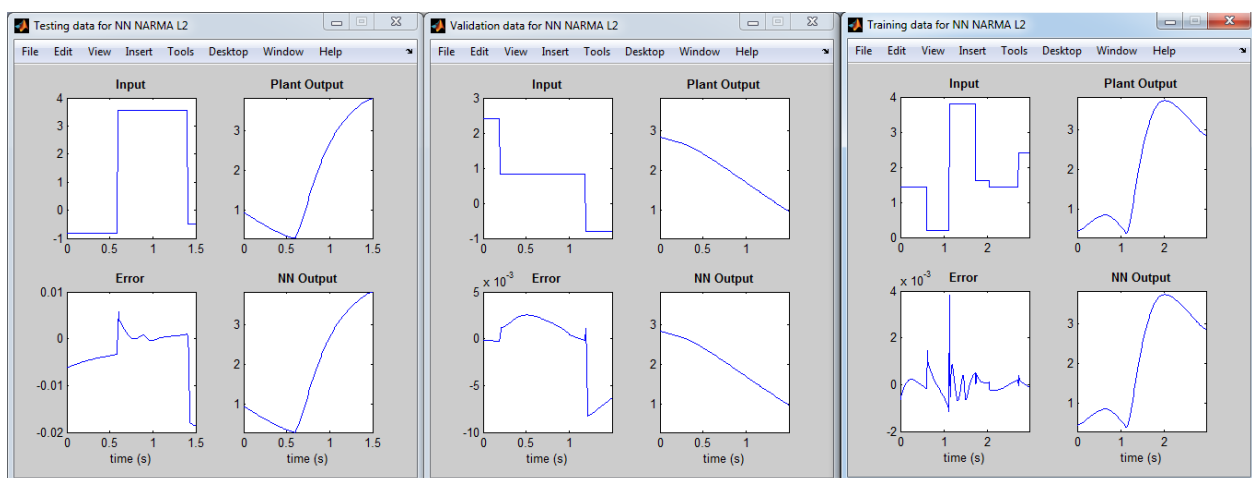 Testing data for NN NARMA L2
File Edit View Insert Tools Desktop Window Help
Input
Plant Output
4
3
2
1
0
-1
0 0.5 1 1.5
3
2
1
0 0.5 1 1.5
Error
NN Output
0.01
0
-0.01
-0.02
0 0.5 1 1.5
time (s)
3
2
1
0 0.5 1 1.5
time (s)
Validation data for NN NARMA L2
File Edit View Insert Tools Desktop Window Help
Input
Plant Output
3
2
1
0
-1
0 0.5 1
3
2
1
0 0.5 1
x 10-3
Error
NN Output
5
0
-5
-10
0 0.5 1
time (s)
3
2
1
0 0.5 1
time (s)
Training data for NN NARMA L2
File Edit View Insert Tools Desktop Window Help
Input
Plant Output
4
3
2
1
0
0 1 2
3
2
1
0 1 2
x 10-3
Error
NN Output
4
2
0
-2
0 1 2
time (s)
3
2
1
0 1 2
time (s)